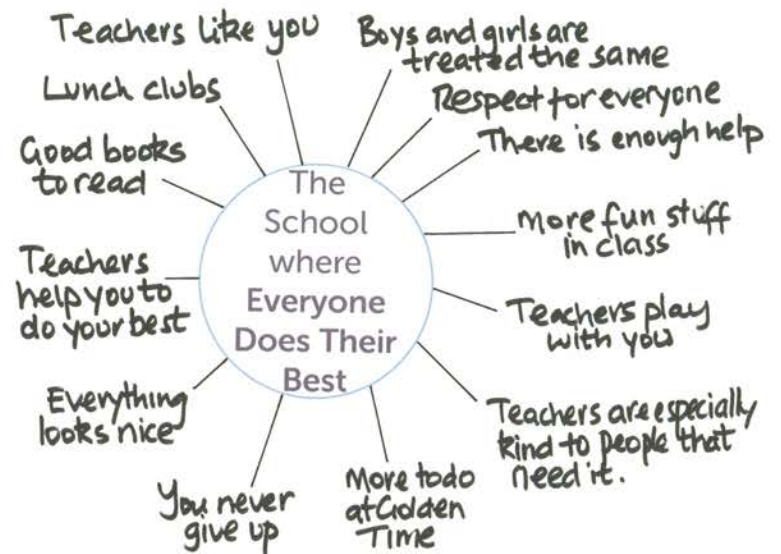 Teachers like you
Boys and girls are
treated the same
Respect for everyone
There is enough help
More fun stuff
in class
Teachers play
with you
Teachers are especially
kind to people that
need it.
More to do
at Golden
Time
You never
give up
Everything
looks nice
Teachers
help you to
do your best
Good books
to read
Lunch clubs
The
School
where
Everyone
Does Their
Best